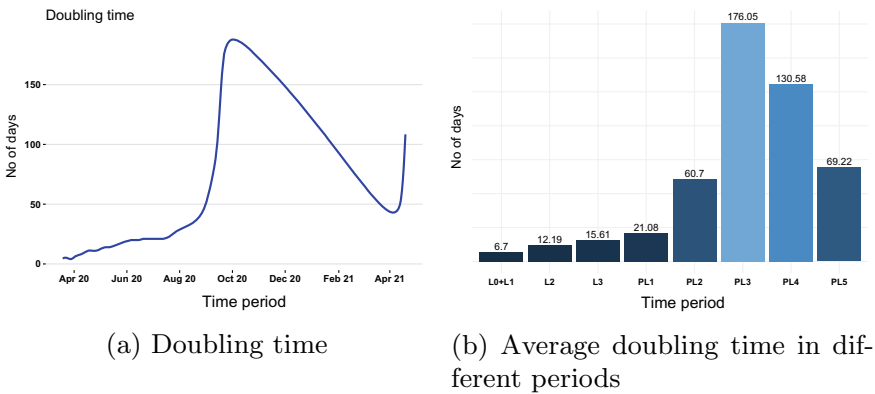 Doubling time
No of days
150
100
50
0
Apr 20 Jun 20 Aug 20 Oct 20 Dec 20 Feb 21 Apr 21
Time period
(a) Doubling time
No of days
6.7
12.19
15.61
21.08
60.7
176.05
130.58
69.22
L0+L1 L2 L3 PL1 PL2 PL3 PL4 PL5
Time period
(b) Average doubling time in dif-
ferent periods